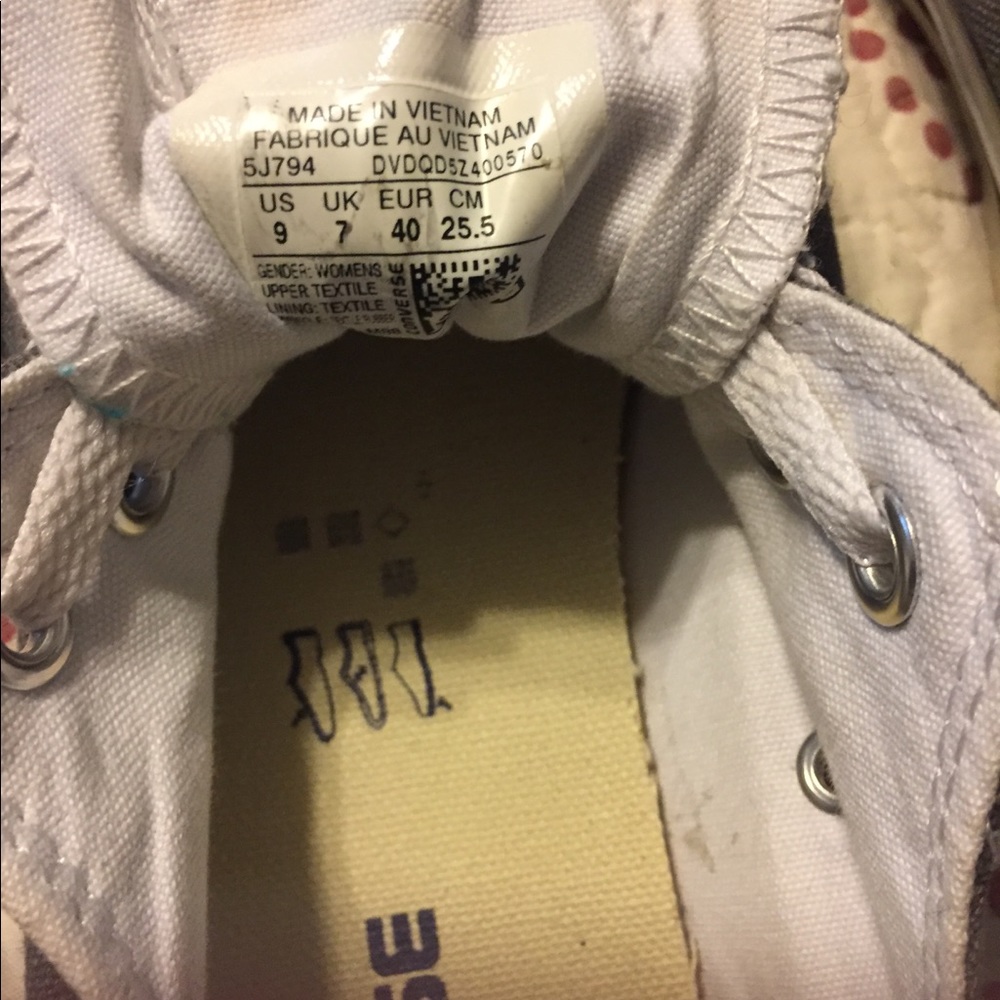 MADE IN VIETNAM
FABRIQUE AU VIETNAM
5J794 DVDQD5Z400570
US UK EUR CM
9 7 40 25.5
GENDER: WOMENS
UPPER TEXTILE
LINING: TEXTILE
CONVERSE
SE